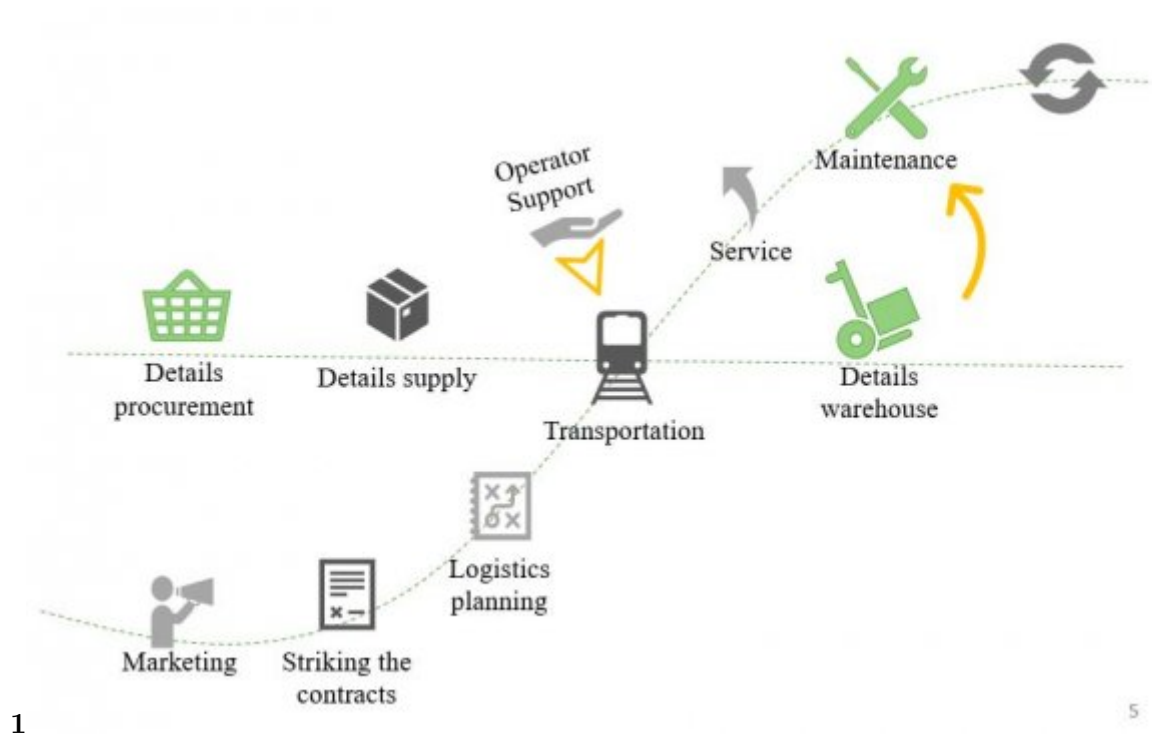 Maintenance
Operator
Support
Service
Details
procurement
Details supply
Details
warehouse
Transportation
Logistics
planning
Marketing
Striking the
contracts
5
1